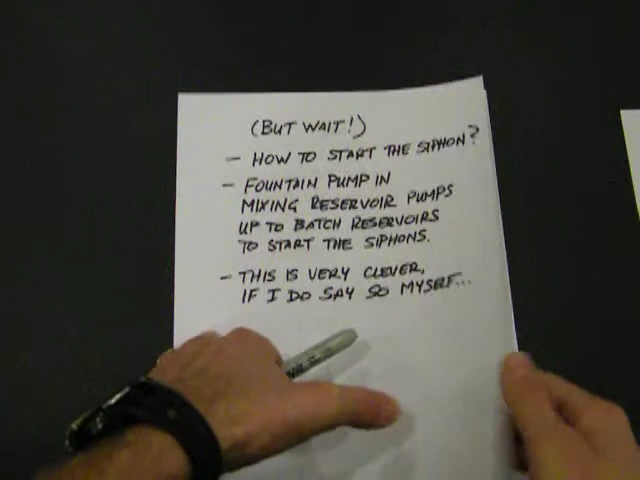 (BUT WAIT!)
- HOW TO START THE SIPHON?
- FOUNTAIN PUMP IN
MIXING RESERVOIR PUMPS
UP TO BATCH RESERVOIRS
TO START THE SIPHONS.
- THIS IS VERY CLEVER,
IF I DO SAY SO MYSELF...